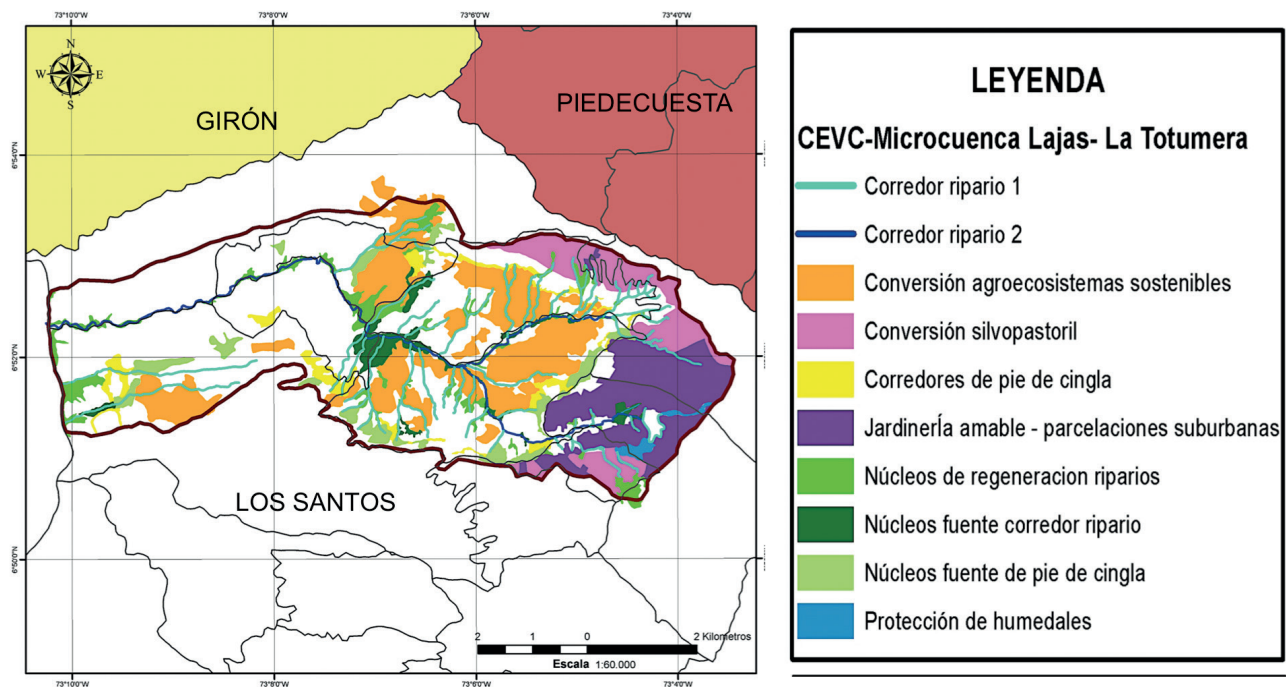 73°10'0"W 73°8'0"W 73°6'0"W 73°4'0"W
N
W E
S
GIRÓN
PIEDECUESTA
6°54'0"N
6°52'0"N
LOS SANTOS
6°50'0"N
2 1 0 2 Kilometros
Escala 1:60.000
73°10'0"W 73°8'0"W 73°6'0"W 73°4'0"W
LEYENDA
CEVC-Microcuenca Lajas- La Totumera
Corredor ripario 1
Corredor ripario 2
Conversión agroecosistemas sostenibles
Conversión silvopastoril
Corredores de pie de cingla
Jardinería amable - parcelaciones suburbanas
Núcleos de regeneracion riparios
Núcleos fuente corredor ripario
Núcleos fuente de pie de cingla
Protección de humedales